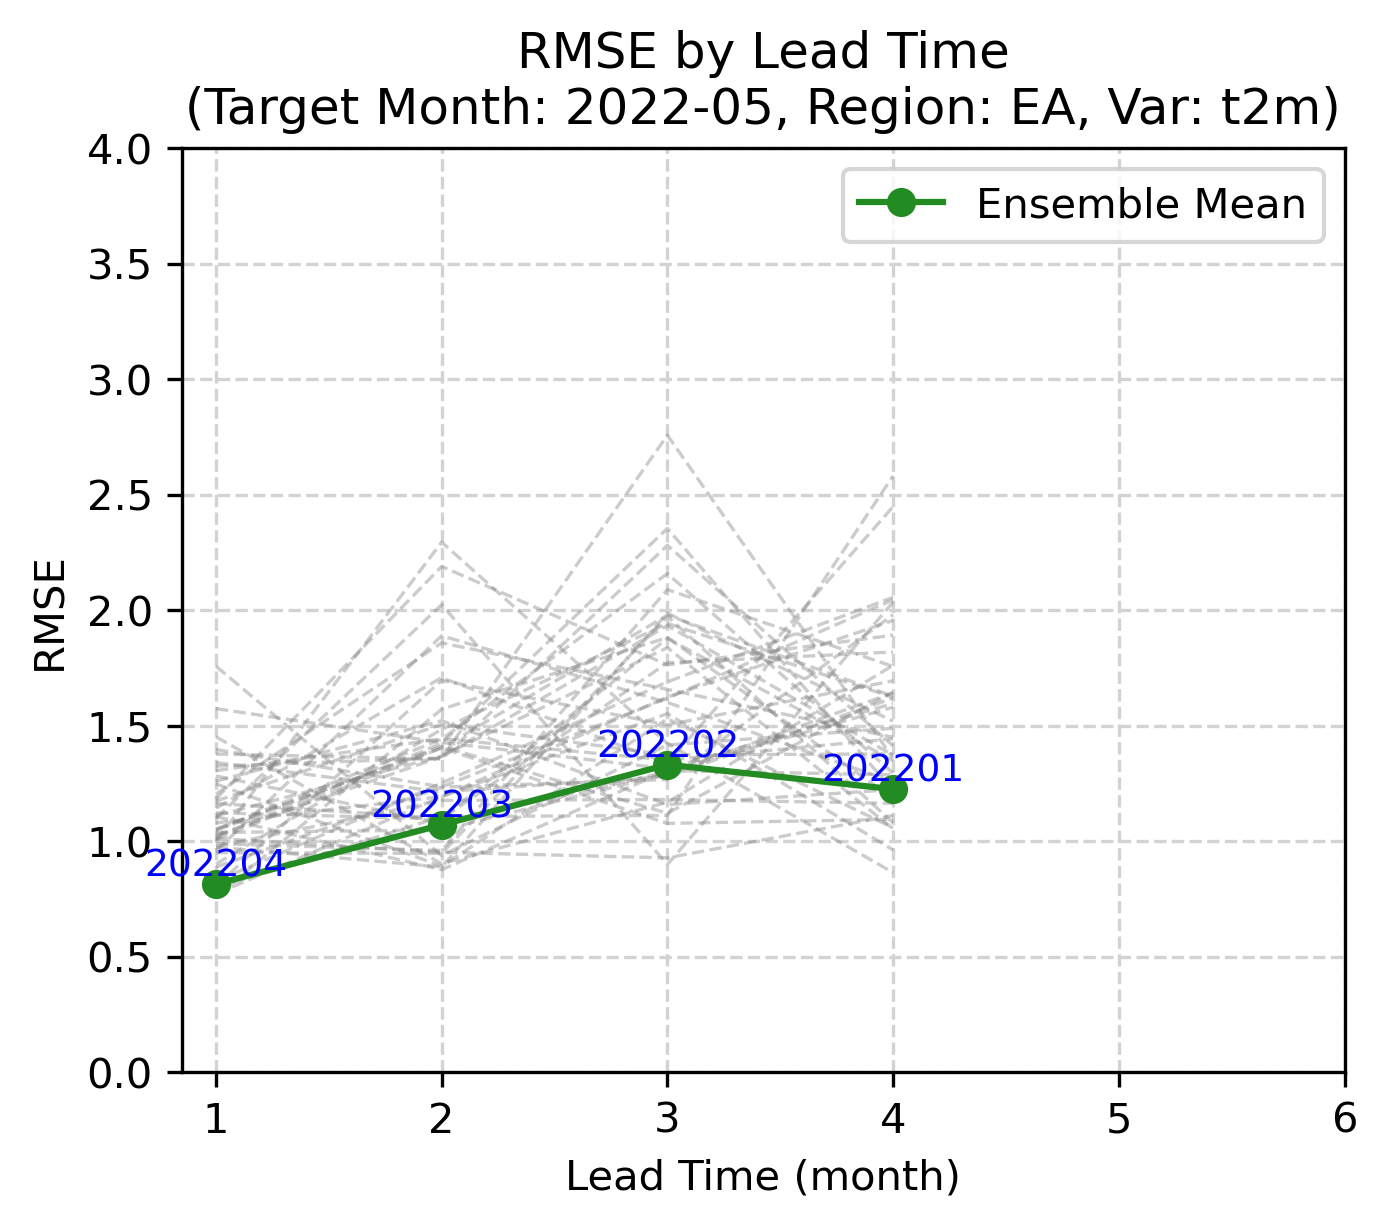 RMSE by Lead Time
(Target Month: 2022-05, Region: EA, Var: t2m)
Ensemble Mean
4.0
3.5
3.0
2.5
2.0
1.5
1.0
0.5
0.0
RMSE
202204
202203
202202
202201
1 2 3 4 5 6
Lead Time (month)